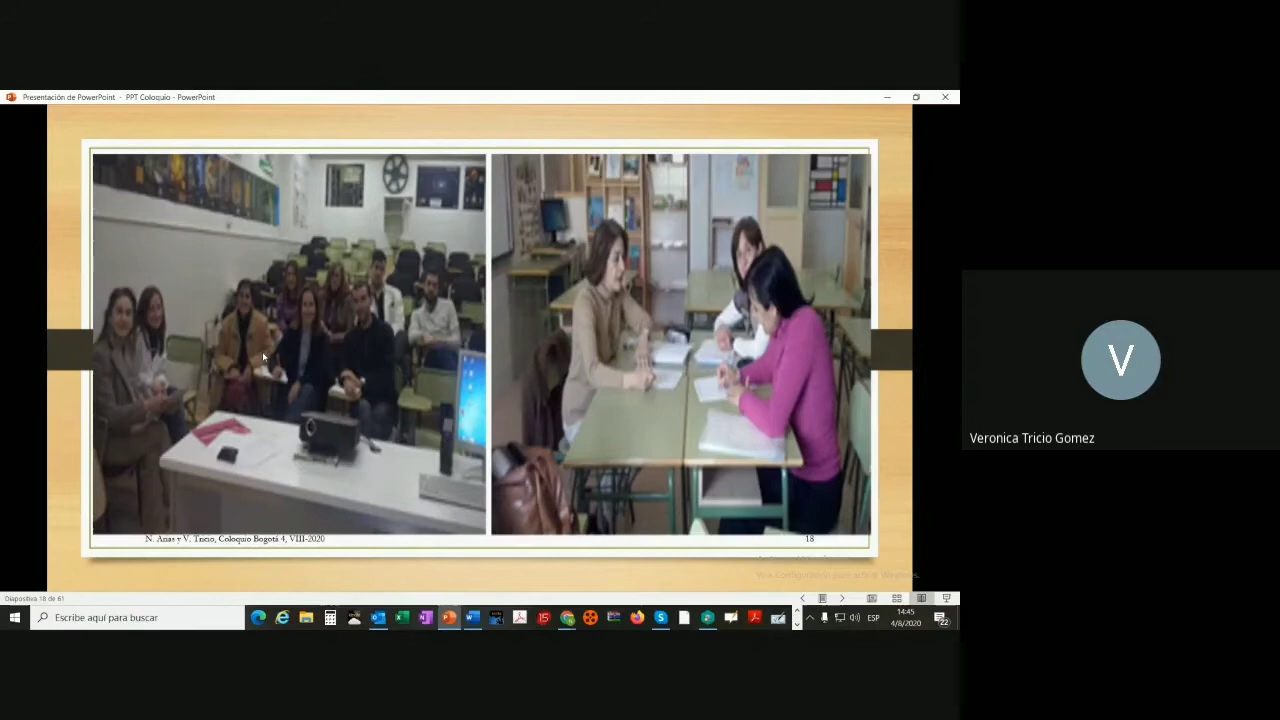 Presentación de PowerPoint - PPT Coloquio - PowerPoint
N. Arias y V. Tricio, Coloquio Bogotá 4, VIII-2020
18
V
Veronica Tricio Gomez
Diapositiva 18 de 61
Escribe aquí para buscar
ESP
14:45
4/8/2020
22